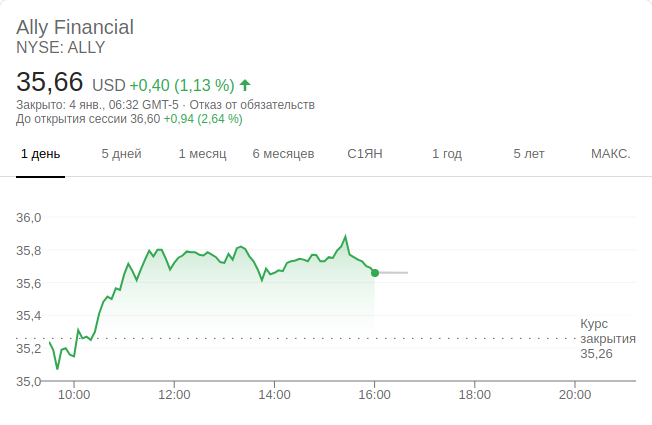 Ally Financial
NYSE: ALLY
35,66 USD +0,40 (1,13 %)
Закрыто: 4 янв., 06:32 GMT-5 · Отказ от обязательств
До открытия сессии 36,60 +0,94 (2,64 %)
1 день 5 дней 1 месяц 6 месяцев С1ЯН 1 год 5 лет МАКС.
36,0
35,8
35,6
35,4
35,2
35,0
Курс
закрытия
35,26
10:00 12:00 14:00 16:00 18:00 20:00